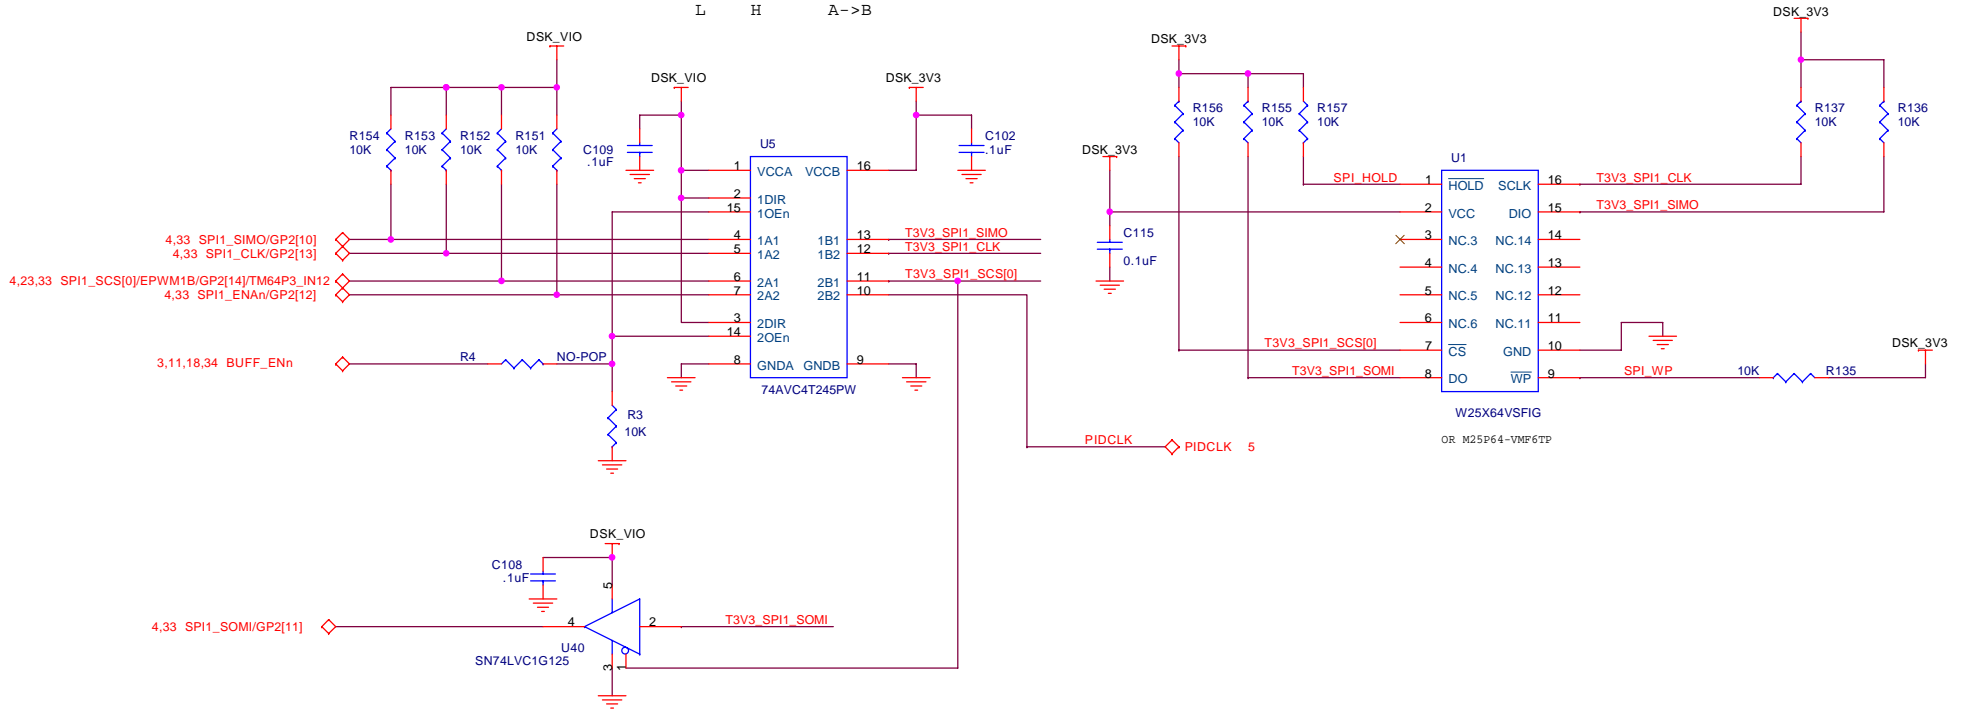 L H A->B
DSK_3V3
DSK_VIO
DSK_3V3
DSK_VIO
DSK_3V3
R154
10K
R153
10K
R152
10K
R151
10K
C109
.1uF
C102
.1uF
U5
1 VCCA VCCB 16
2 1DIR
15 1OEn
4 1A1 1B1 13
5 1A2 1B2 12
6 2A1 2B1 11
7 2A2 2B2 10
3 2DIR
14 2OEn
8 GNDA GNDB 9
74AVC4T245PW
4,33 SPI1_SIMO/GP2[10]
4,33 SPI1_CLK/GP2[13]
4,23,33 SPI1_SCS[0]/EPWM1B/GP2[14]/TM64P3_IN12
4,33 SPI1_ENAn/GP2[12]
3,11,18,34 BUFF_ENn
R4 NO-POP
R3
10K
T3V3_SPI1_SIMO
T3V3_SPI1_CLK
T3V3_SPI1_SCS[0]
PIDCLK
PIDCLK 5
R156
10K
R155
10K
R157
10K
R137
10K
R136
10K
DSK_3V3
C115
0.1uF
U1
SPI_HOLD 1 HOLD SCLK 16 T3V3_SPI1_CLK
2 VCC DIO 15 T3V3_SPI1_SIMO
3 NC.3 NC.14 14
4 NC.4 NC.13 13
5 NC.5 NC.12 12
6 NC.6 NC.11 11
T3V3_SPI1_SCS[0] 7 CS GND 10
T3V3_SPI1_SOMI 8 DO WP 9 SPI_WP 10K R135
DSK_3V3
W25X64VSFIG
OR M25P64-VMF6TP
DSK_VIO
C108
.1uF
5
4,33 SPI1_SOMI/GP2[11] 4 2 T3V3_SPI1_SOMI
U40
SN74LVC1G125
3 1